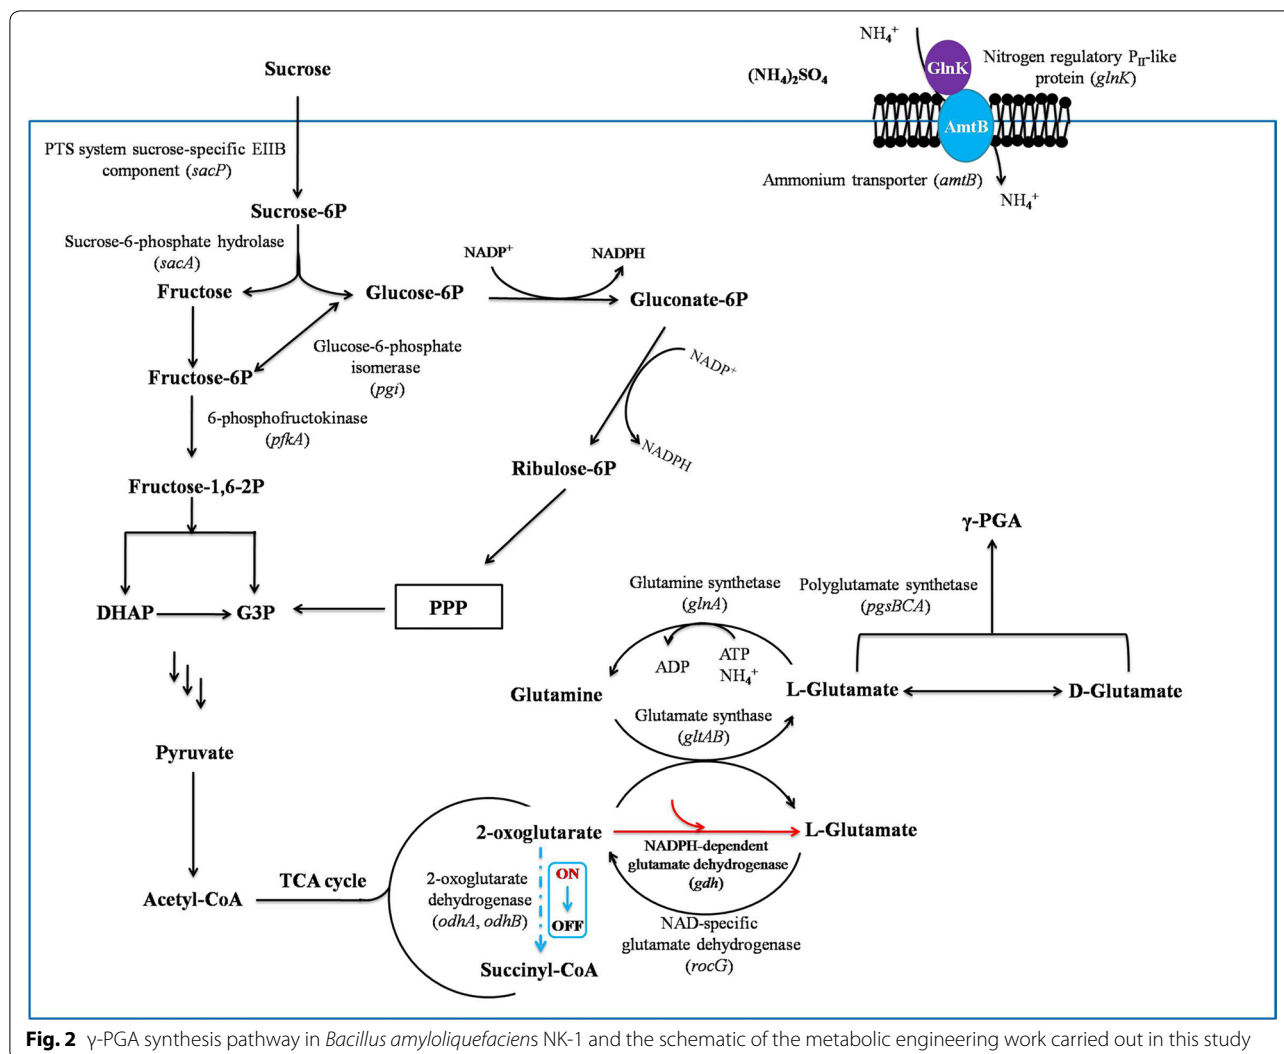 NH₄⁺
GlnK
Nitrogen regulatory P_II-like
protein (glnK)
Sucrose
(NH₄)₂SO₄
AmtB
PTS system sucrose-specific EIIB
component (sacP)
Ammonium transporter (amtB)
NH₄⁺
Sucrose-6P
Sucrose-6-phosphate hydrolase
(sacA)
NADP⁺
NADPH
Fructose
Glucose-6P
Gluconate-6P
Glucose-6-phosphate
isomerase
(pgi)
NADP⁺
Fructose-6P
6-phosphofructokinase
(pfkA)
NADPH
Ribulose-6P
Fructose-1,6-2P
γ-PGA
Glutamine synthetase
(glnA)
Polyglutamate synthetase
(pgsBCA)
DHAP
G3P
PPP
ADP
ATP
NH₄⁺
Glutamine
L-Glutamate
D-Glutamate
Glutamate synthase
(gltAB)
Pyruvate
2-oxoglutarate
L-Glutamate
NADPH-dependent
glutamate dehydrogenase
(gdh)
TCA cycle
2-oxoglutarate
dehydrogenase
(odhA, odhB)
ON
OFF
Acetyl-CoA
NAD-specific
glutamate dehydrogenase
(rocG)
Succinyl-CoA
Fig. 2 γ-PGA synthesis pathway in Bacillus amyloliquefaciens NK-1 and the schematic of the metabolic engineering work carried out in this study